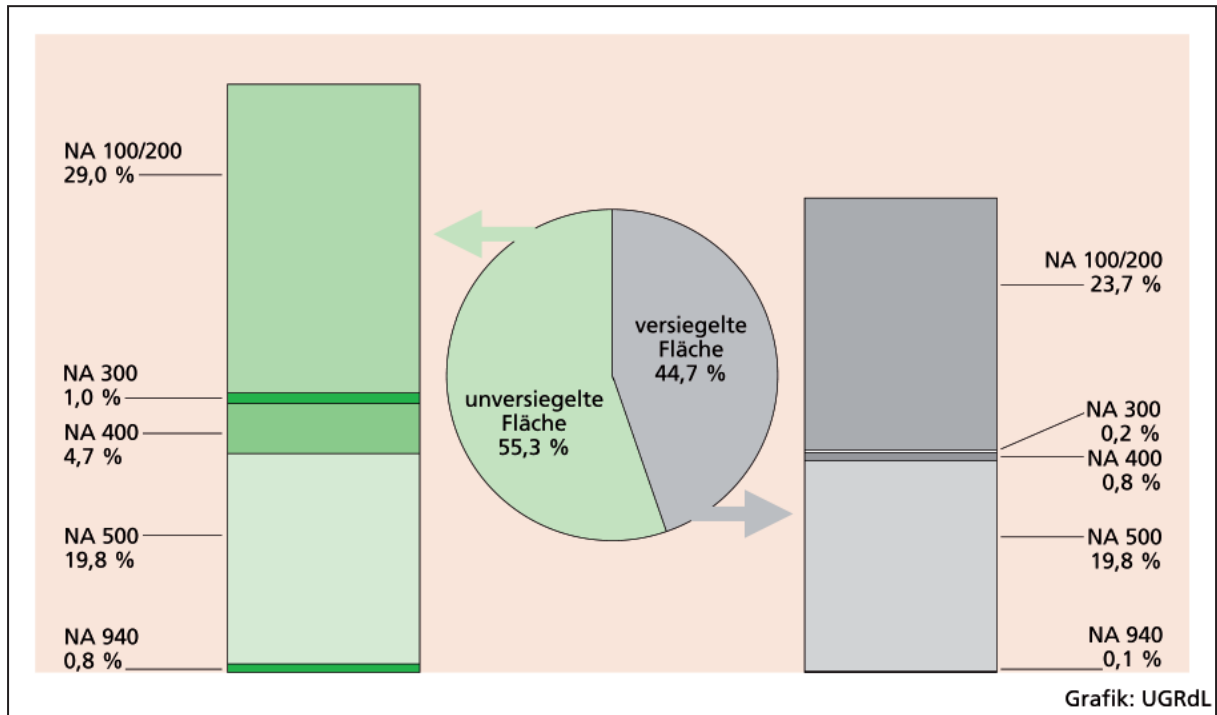 NA 100/200
29,0 %
NA 300
1,0 %
NA 400
4,7 %
NA 500
19,8 %
NA 940
0,8 %
unversiegelte
Fläche
55,3 %
versiegelte
Fläche
44,7 %
NA 100/200
23,7 %
NA 300
0,2 %
NA 400
0,8 %
NA 500
19,8 %
NA 940
0,1 %
Grafik: UGRdL